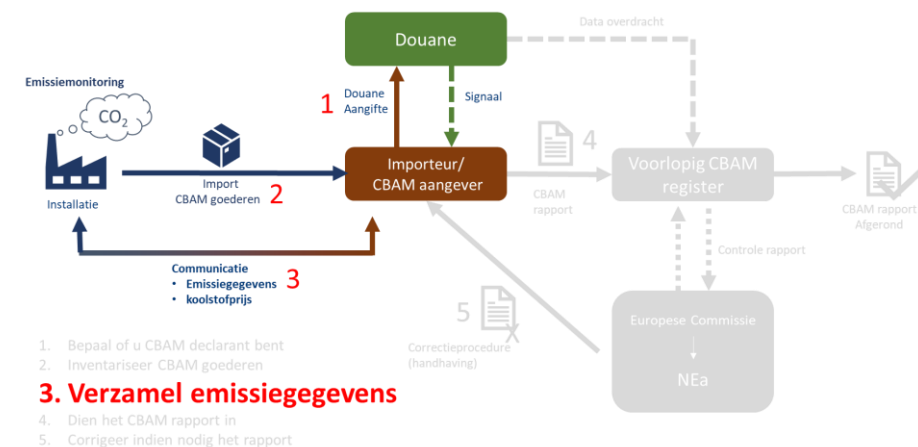 Douane
Data overdracht
Emissiemonitoring
CO2
1
Douane
Aangifte
Signaal
Import
CBAM goederen
2
Importeur/
CBAM aangever
4
CBAM
rapport
Voorlopig CBAM
register
CBAM rapport
Afgerond
Installatie
Communicatie
• Emissiegegevens
• koolstofprijs
3
Controle rapport
5
Correctieprocedure
(handhaving)
Europese Commissie
NEa
1. Bepaal of u CBAM declarant bent
2. Inventariseer CBAM goederen
3. Verzamel emissiegegevens
4. Dien het CBAM rapport in
5. Corrigeer indien nodig het rapport